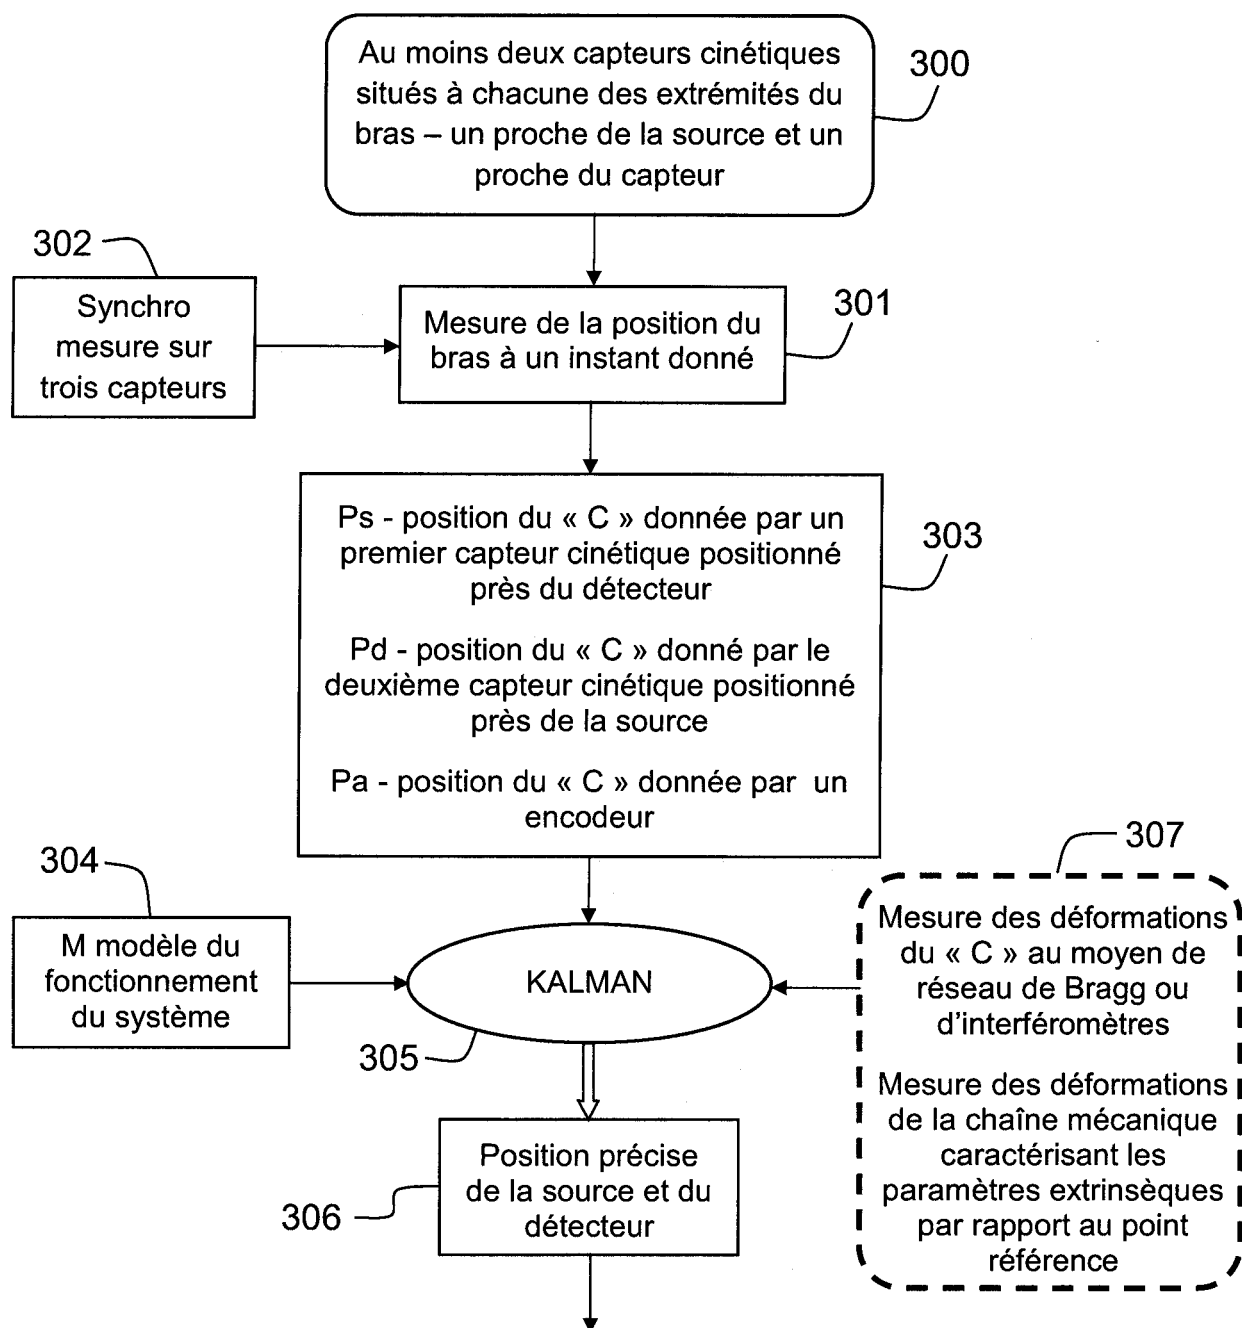 Au moins deux capteurs cinétiques
situés à chacune des extrémités du
bras – un proche de la source et un
proche du capteur
300
302
Synchro
mesure sur
trois capteurs
Mesure de la position du
bras à un instant donné
301
Ps - position du « C » donnée par un
premier capteur cinétique positionné
près du détecteur
Pd - position du « C » donné par le
deuxième capteur cinétique positionné
près de la source
Pa - position du « C » donnée par un
encodeur
303
304
M modèle du
fonctionnement
du système
KALMAN
305
307
Mesure des déformations
du « C » au moyen de
réseau de Bragg ou
d'interféromètres
Mesure des déformations
de la chaîne mécanique
caractérisant les
paramètres extrinsèques
par rapport au point
référence
Position précise
de la source et du
détecteur
306